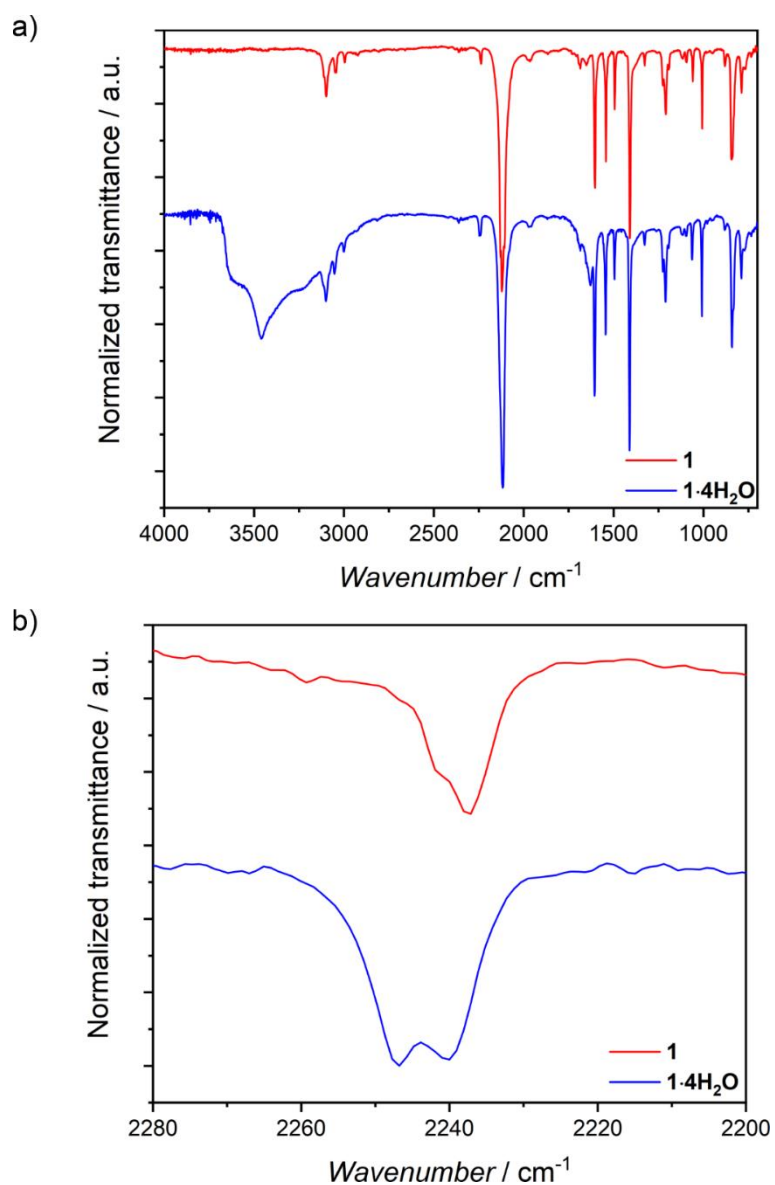 a)
Normalized transmittance / a.u.
1
1·4H₂O
4000 3500 3000 2500 2000 1500 1000
Wavenumber / cm⁻¹
b)
Normalized transmittance / a.u.
1
1·4H₂O
2280 2260 2240 2220 2200
Wavenumber / cm⁻¹